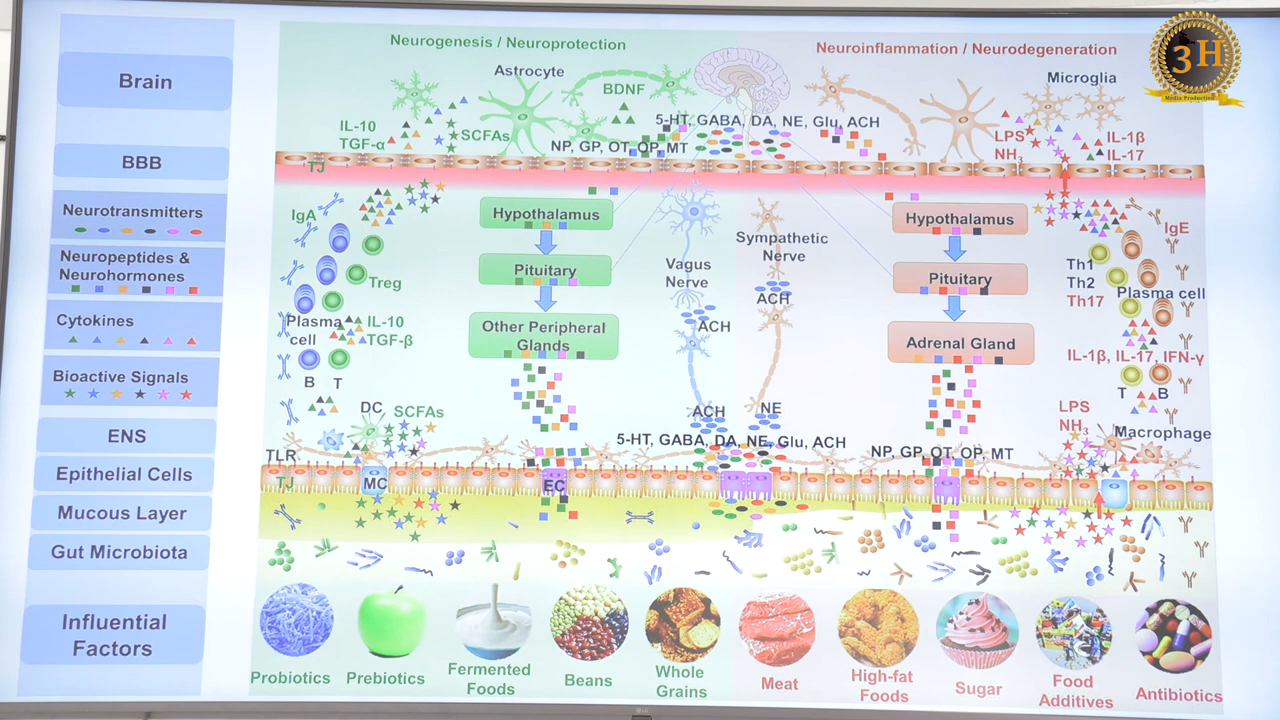 Brain
BBB
Neurotransmitters
Neuropeptides &
Neurohormones
Cytokines
Bioactive Signals
ENS
Epithelial Cells
Mucous Layer
Gut Microbiota
Influential
Factors
Neurogenesis / Neuroprotection
Neuroinflammation / Neurodegeneration
Astrocyte
BDNF
Microglia
IL-10
TGF-α
SCFAs
5-HT, GABA, DA, NE, Glu, ACH
NP, GP, OT, OP, MT
LPS
NH₃
IL-1β
IL-17
TJ
IgA
Treg
Plasma
cell
IL-10
TGF-β
B
T
Hypothalamus
Pituitary
Other Peripheral
Glands
Vagus
Nerve
ACH
ACH
Sympathetic
Nerve
ACH
NE
Hypothalamus
Pituitary
Adrenal Gland
IgE
Th1
Th2
Th17
Plasma cell
IL-1β, IL-17, IFN-γ
T
B
DC
SCFAs
TLR
TJ
MC
EC
5-HT, GABA, DA, NE, Glu, ACH
NP, GP, OT, OP, MT
LPS
NH₃
Macrophage
Probiotics
Prebiotics
Fermented
Foods
Beans
Whole
Grains
Meat
High-fat
Foods
Sugar
Food
Additives
Antibiotics
3H
Media Production
LG